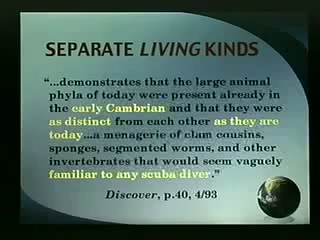 SEPARATE LIVING KINDS
“...demonstrates that the large animal
phyla of today were present already in
the early Cambrian and that they were
as distinct from each other as they are
today...a menagerie of clam cousins,
sponges, segmented worms, and other
invertebrates that would seem vaguely
familiar to any scuba diver.”
Discover, p.40, 4/93